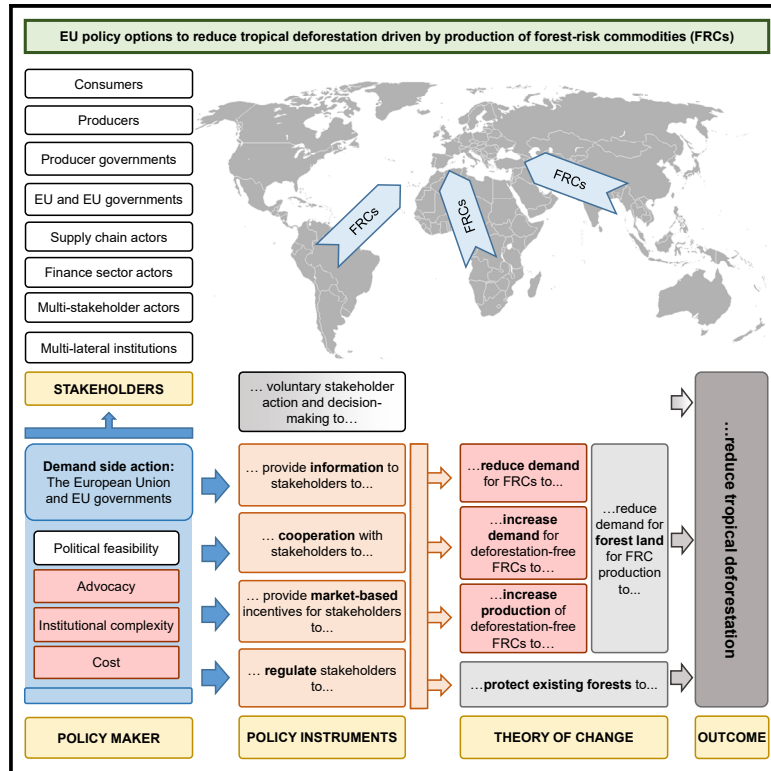 EU policy options to reduce tropical deforestation driven by production of forest-risk commodities (FRCs)
Consumers
Producers
Producer governments
EU and EU governments
Supply chain actors
Finance sector actors
Multi-stakeholder actors
Multi-lateral institutions
STAKEHOLDERS
FRCs
FRCs
FRCs
… voluntary stakeholder
action and decision-
making to…
Demand side action:
The European Union
and EU governments
Political feasibility
Advocacy
Institutional complexity
Cost
POLICY MAKER
… provide information to
stakeholders to...
... cooperation with
stakeholders to...
... provide market-based
incentives for stakeholders
to...
... regulate stakeholders
to...
POLICY INSTRUMENTS
...reduce demand
for FRCs to...
...increase demand for
deforestation-free
FRCs to…
...increase production of
deforestation-free
FRCs to…
...reduce
demand for
forest land
for FRC
production
to...
...protect existing forests to...
THEORY OF CHANGE
...reduce tropical deforestation
OUTCOME